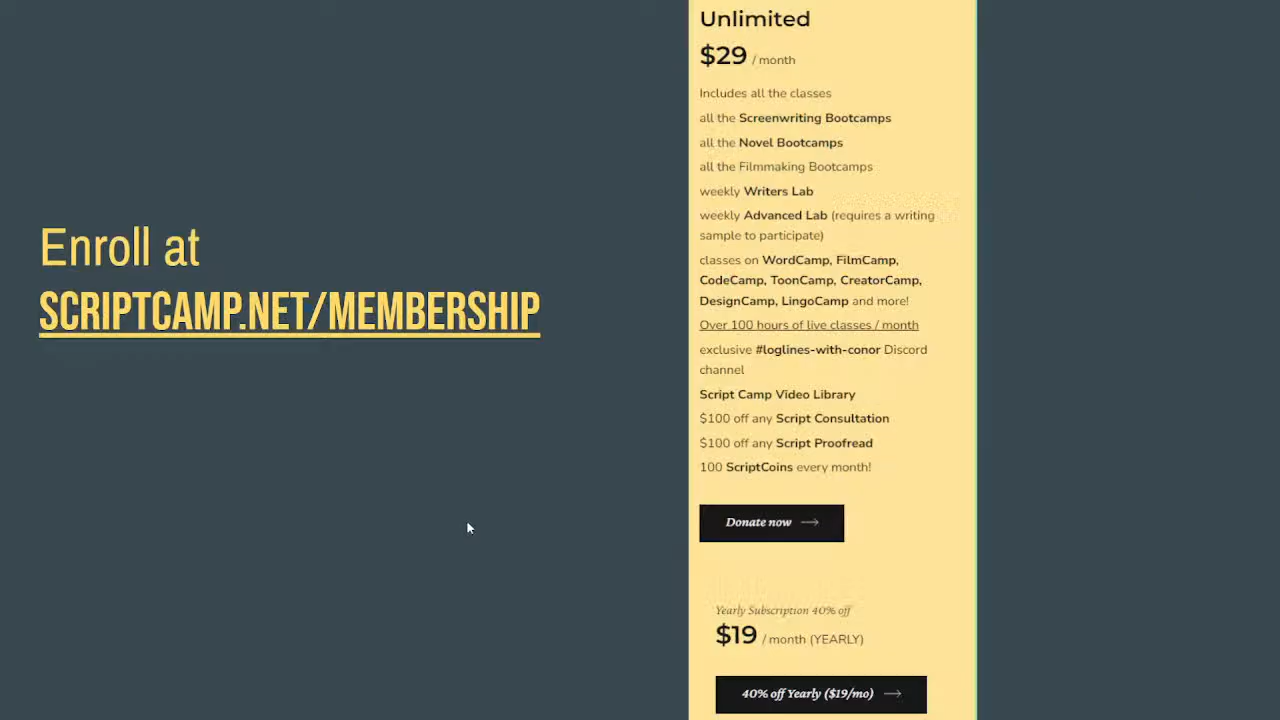 Enroll at
SCRIPTCAMP.NET/MEMBERSHIP
Unlimited
$29 / month
Includes all the classes
all the Screenwriting Bootcamps
all the Novel Bootcamps
all the Filmmaking Bootcamps
weekly Writers Lab
weekly Advanced Lab (requires a writing
sample to participate)
classes on WordCamp, FilmCamp,
CodeCamp, ToonCamp, CreatorCamp,
DesignCamp, LingoCamp and more!
Over 100 hours of live classes / month
exclusive #loglines-with-conor Discord
channel
Script Camp Video Library
$100 off any Script Consultation
$100 off any Script Proofread
100 ScriptCoins every month!
Donate now
Yearly Subscription 40% off
$19 / month (YEARLY)
40% off Yearly ($19/mo)